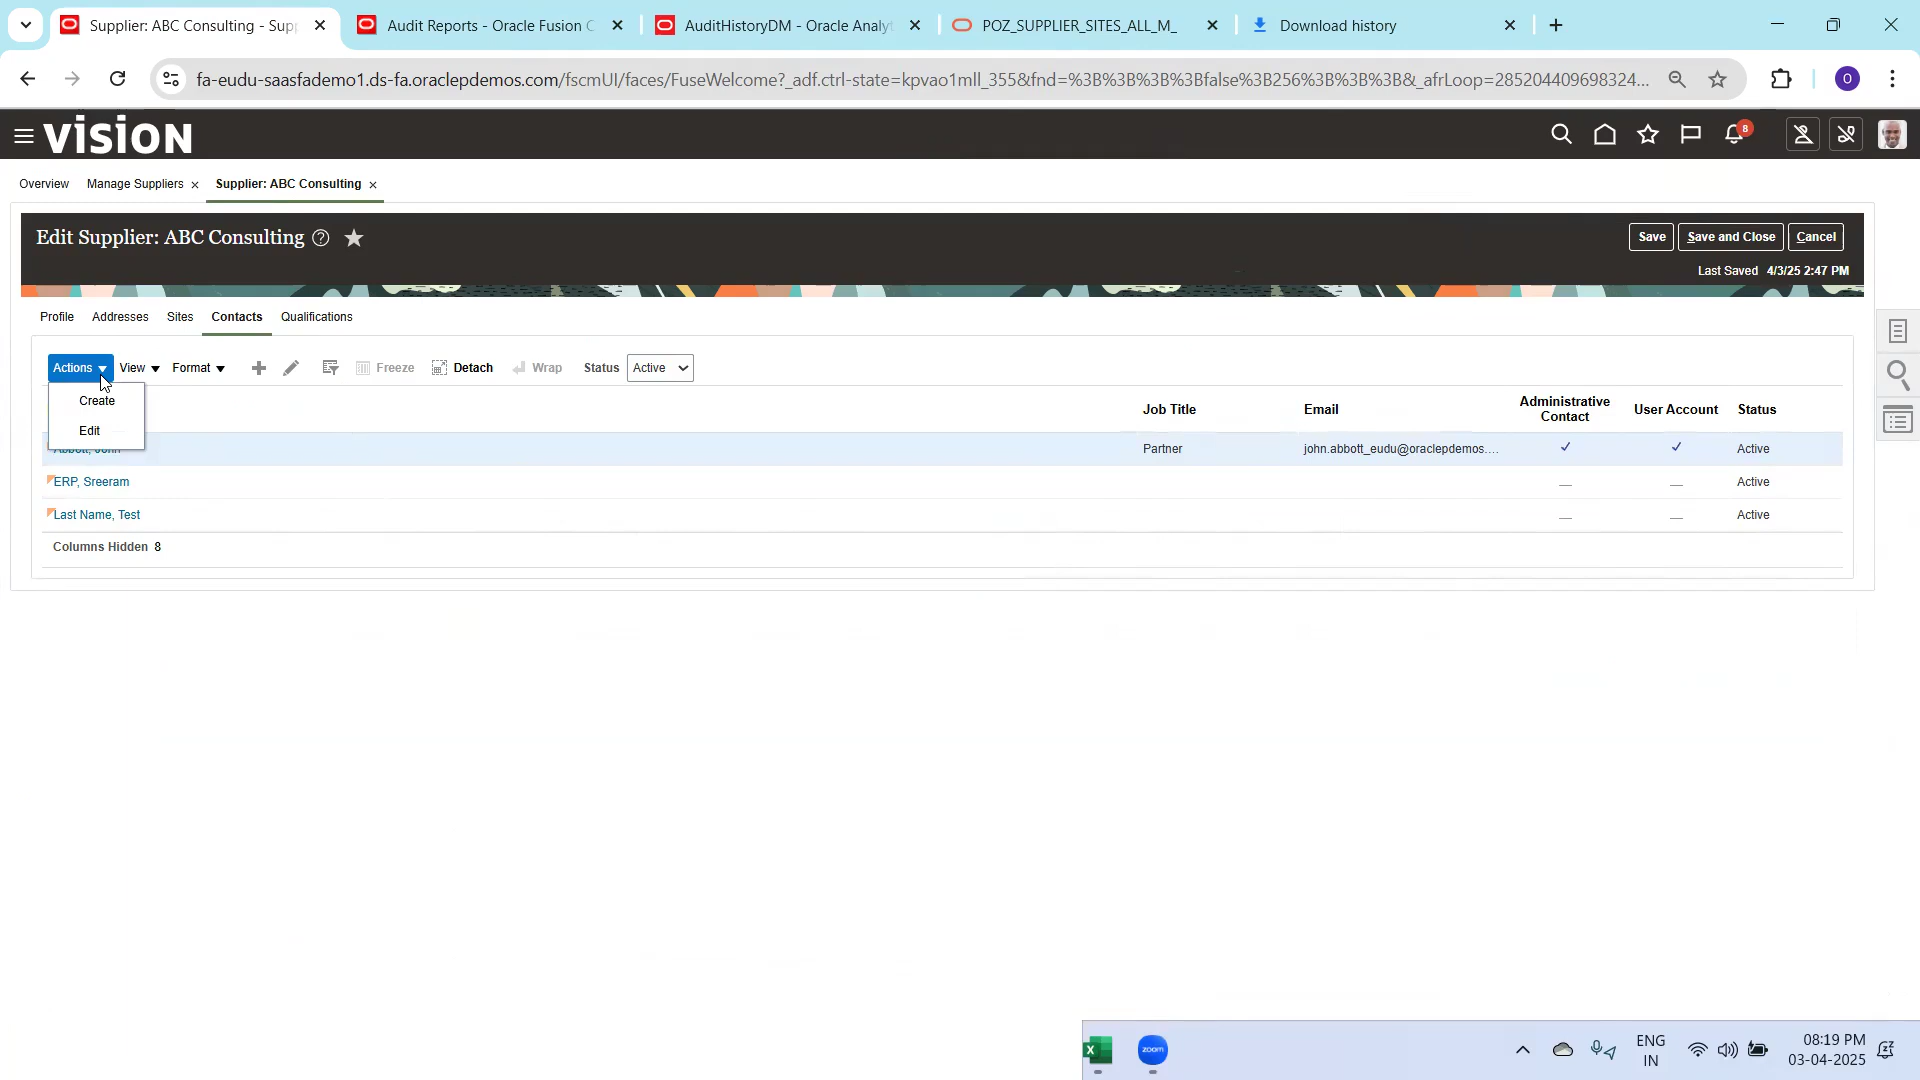 Supplier: ABC Consulting - Sup
Audit Reports - Oracle Fusion C
AuditHistoryDM - Oracle Analyt
POZ_SUPPLIER_SITES_ALL_M_
Download history
fa-eudu-saasfademo1.ds-fa.oraclepdemos.com/fscmUI/faces/FuseWelcome?_adf.ctrl-state=kpvao1mll_355&fnd=%3B%3B%3B%3Bfalse%3B256%3B%3B%3B&_afrLoop=285204409698324...
O
vision
8
Overview
Manage Suppliers
Supplier: ABC Consulting
Edit Supplier: ABC Consulting
Save
Save and Close
Cancel
Last Saved 4/3/25 2:47 PM
Profile
Addresses
Sites
Contacts
Qualifications
Actions
View
Format
Freeze
Detach
Wrap
Status
Active
Create
Edit
Job Title
Email
Administrative
Contact
User Account
Status
Abbott, John
Partner
john.abbott_eudu@oraclepdemos....
Active
ERP, Sreeram
Active
Last Name, Test
Active
Columns Hidden 8
zoom
ENG
IN
08:19 PM
03-04-2025